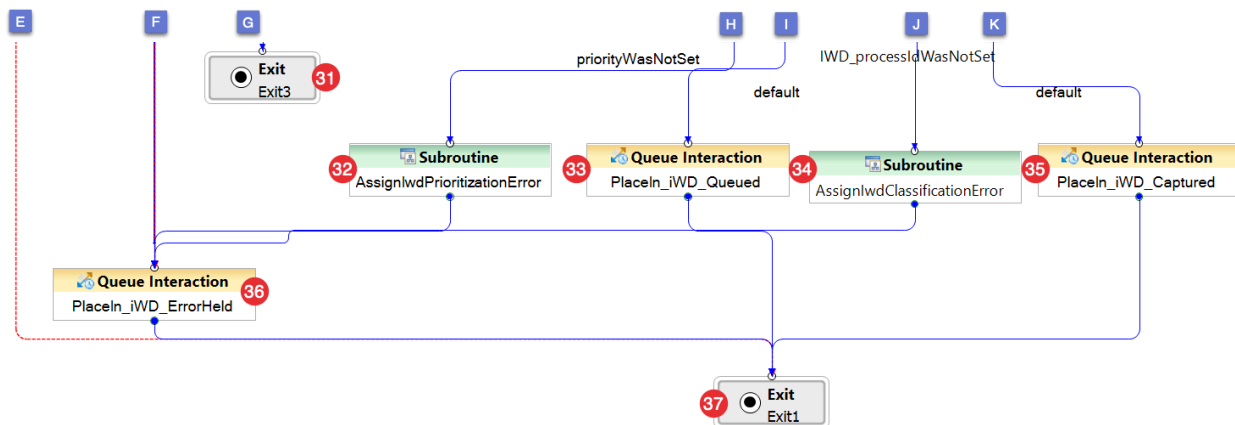 E
F
G
H
I
J
K
Exit
Exit3
31
priorityWasNotSet
default
IWD_processIdWasNotSet
default
32
Subroutine
AssignIwdPrioritizationError
33
Queue Interaction
PlaceIn_iWD_Queued
34
Subroutine
AssignIwdClassificationError
35
Queue Interaction
PlaceIn_iWD_Captured
Queue Interaction
PlaceIn_iWD_ErrorHeld
36
37
Exit
Exit1